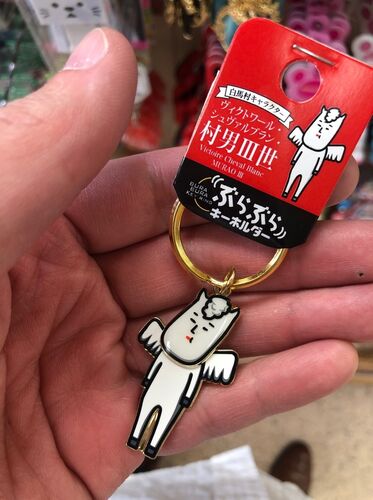 白馬村キャラクター
ヴィクトワール・
シュヴァルブラン・
村男Ⅲ世
Victoire Cheval Blanc
MURAO Ⅲ
BURA
BURA
ぶらぶら
キーホルダー